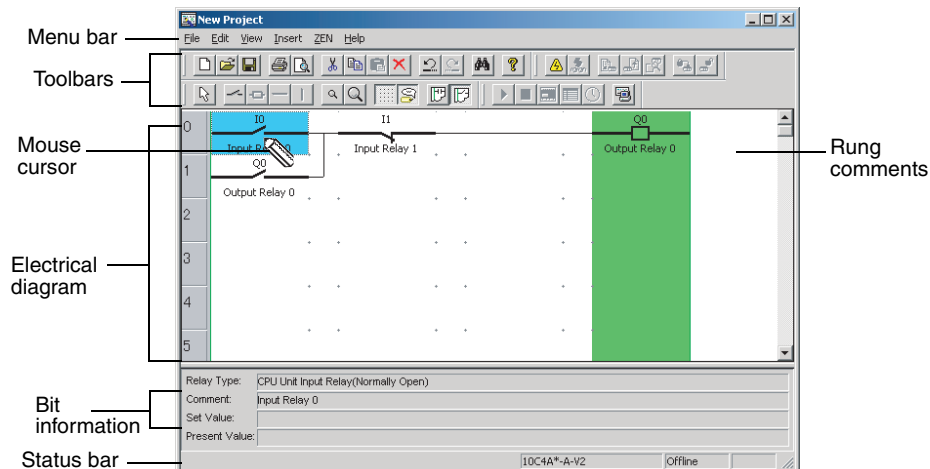 New Project
Menu bar
File Edit View Insert ZEN Help
Toolbars
0
I0
I1
Q0
Mouse
cursor
Input Re 0
Input Relay 1
Output Relay 0
Rung
comments
1
Q0
Output Relay 0
2
Electrical
diagram
3
4
5
Relay Type: CPU Unit Input Relay(Normally Open)
Bit
information
Comment: Input Relay 0
Set Value:
Present Value:
Status bar
10C4A*-A-V2
Offline